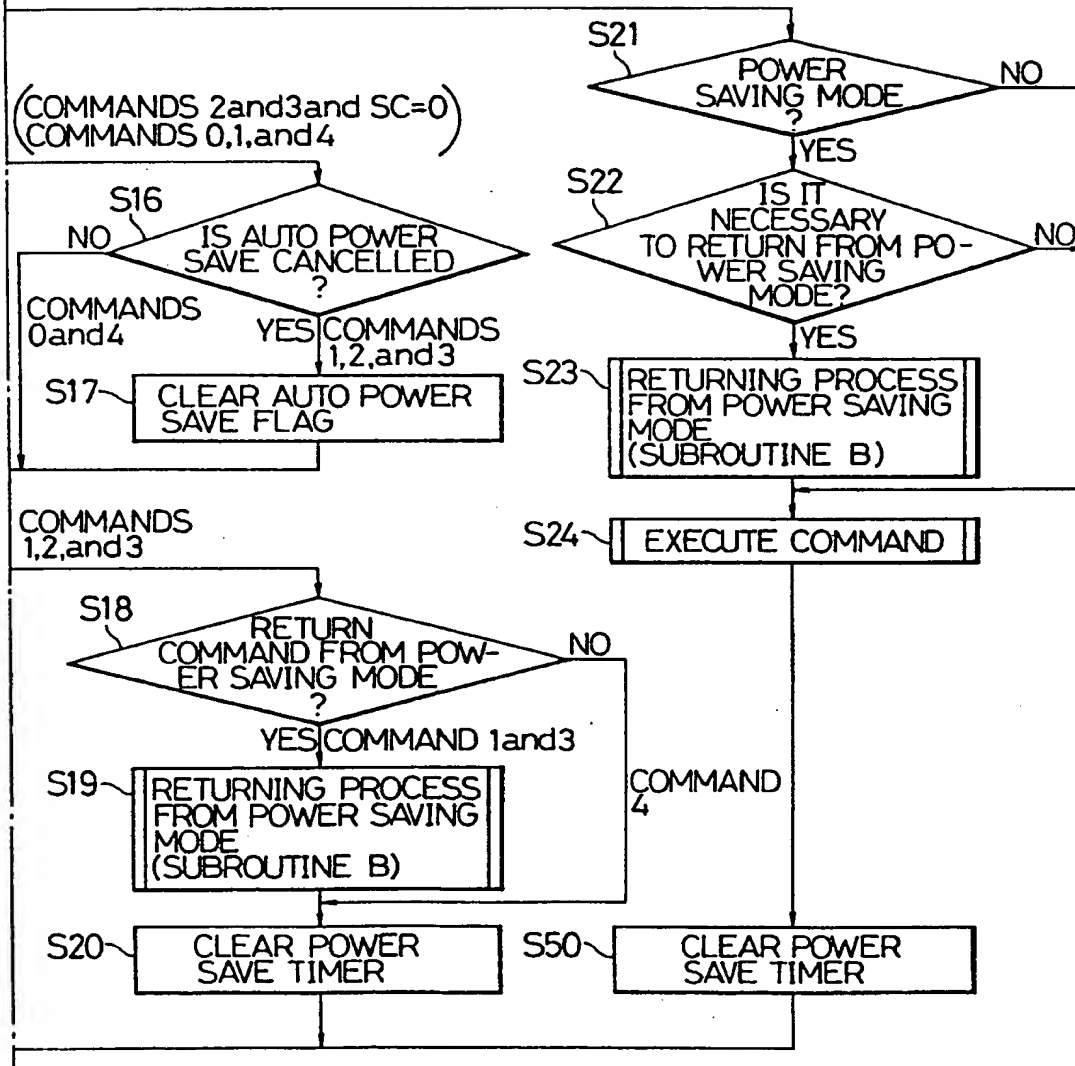 S21
POWER
SAVING MODE
?
NO
YES
S22
IS IT
NECESSARY
TO RETURN FROM PO-
WER SAVING
MODE?
NO
YES
S23
RETURNING PROCESS
FROM POWER SAVING
MODE
(SUBROUTINE B)
S24
EXECUTE COMMAND
S50
CLEAR POWER
SAVE TIMER
(COMMANDS 2and3and SC=0)
(COMMANDS 0,1,and4)
S16
IS AUTO POWER
SAVE CANCELLED
?
NO
COMMANDS
0and4
YES
COMMANDS
1,2,and3
S17
CLEAR AUTO POWER
SAVE FLAG
COMMANDS
1,2,and3
S18
RETURN
COMMAND FROM POW-
ER SAVING MODE
?
NO
YES
COMMAND 1and3
COMMAND
4
S19
RETURNING PROCESS
FROM POWER SAVING
MODE
(SUBROUTINE B)
S20
CLEAR POWER
SAVE TIMER